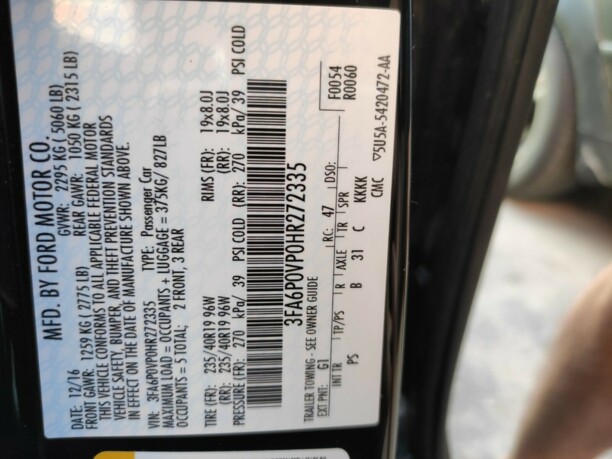 MFD. BY FORD MOTOR CO.
DATE: 12/16 GVWR: 2295 KG (5060 LB)
FRONT GAWR: 1259 KG (2775 LB) REAR GAWR: 1050 KG (2315 LB)
THIS VEHICLE CONFORMS TO ALL APPLICABLE FEDERAL MOTOR
VEHICLE SAFETY, BUMPER, AND THEFT PREVENTION STANDARDS
IN EFFECT ON THE DATE OF MANUFACTURE SHOWN ABOVE.
VIN: 3FA6P0VP0HR272335 TYPE: Passenger Car
MAXIMUM LOAD = OCCUPANTS + LUGGAGE = 375KG/ 827LB
OCCUPANTS = 5 TOTAL: 2 FRONT, 3 REAR
TIRE (FR): 235/40R19 96W RIMS (FR): 19x8.0J
(RR): 235/40R19 96W (RR): 19x8.0J
PRESSURE (FR): 270 kPa/ 39 PSI COLD (RR): 270 kPa/ 39 PSI COLD
3FA6P0VP0HR272335
TRAILER TOWING - SEE OWNER GUIDE F0054
EXT PNT: G1 RC: 47 DSO: R0060
INT TR TP/PS R AXLE TR SPR
PS B 31 C KKKK
CMC ▽5U5A-5420472-AA